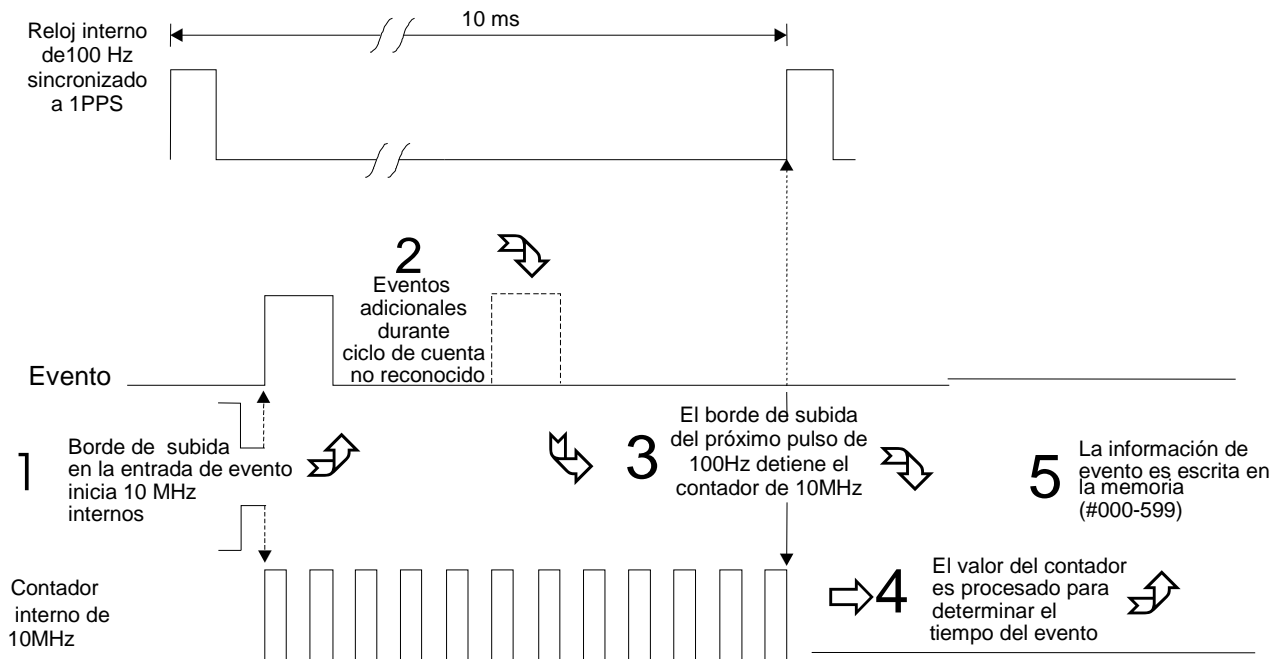 10 ms
Reloj interno
de100 Hz
sincronizado
a 1PPS
2
Eventos
adicionales
durante
ciclo de cuenta
no reconocido
Evento
1
Borde de subida
en la entrada de evento
inicia 10 MHz
internos
3
El borde de subida
del próximo pulso de
100Hz detiene el
contador de 10MHz
5
La información de
evento es escrita en
la memoria
(#000-599)
4
El valor del contador
es procesado para
determinar el
tiempo del evento
Contador
interno de
10MHz